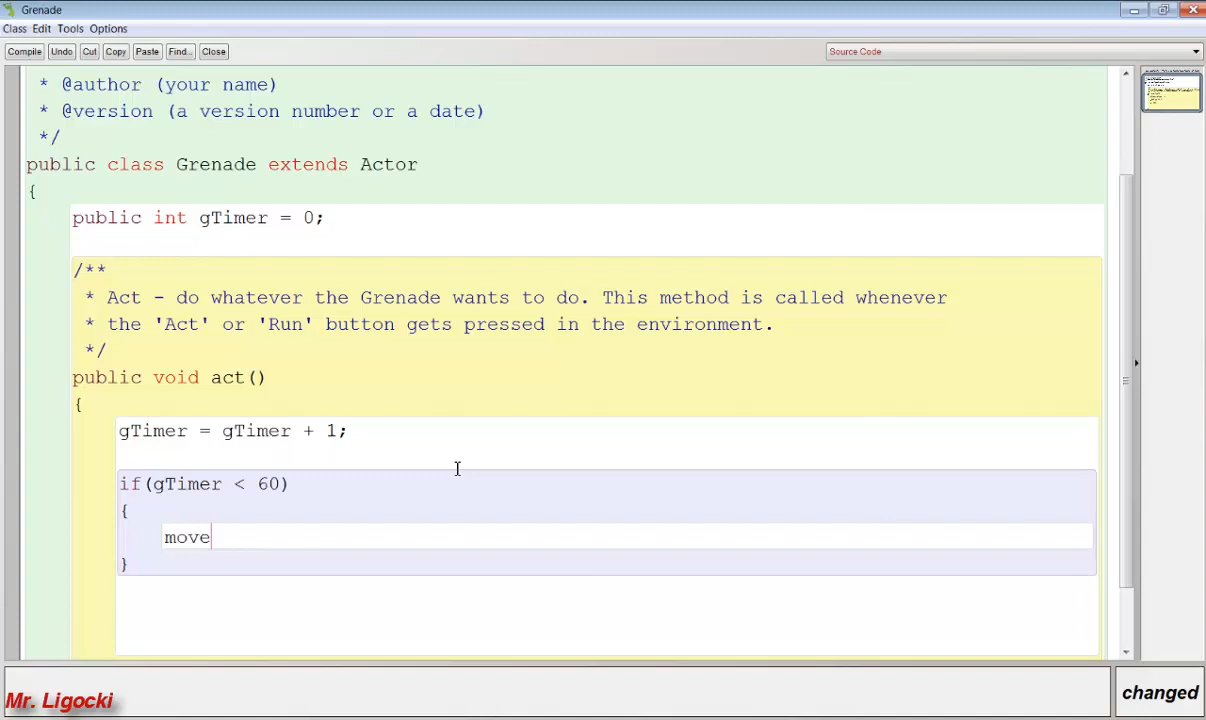 Grenade
Class Edit Tools Options
Compile Undo Cut Copy Paste Find... Close Source Code
* @author (your name)
* @version (a version number or a date)
*/
public class Grenade extends Actor
{
public int gTimer = 0;
/**
* Act - do whatever the Grenade wants to do. This method is called whenever
* the 'Act' or 'Run' button gets pressed in the environment.
*/
public void act()
{
gTimer = gTimer + 1;
if(gTimer < 60)
{
move
}
Mr. Ligocki
changed